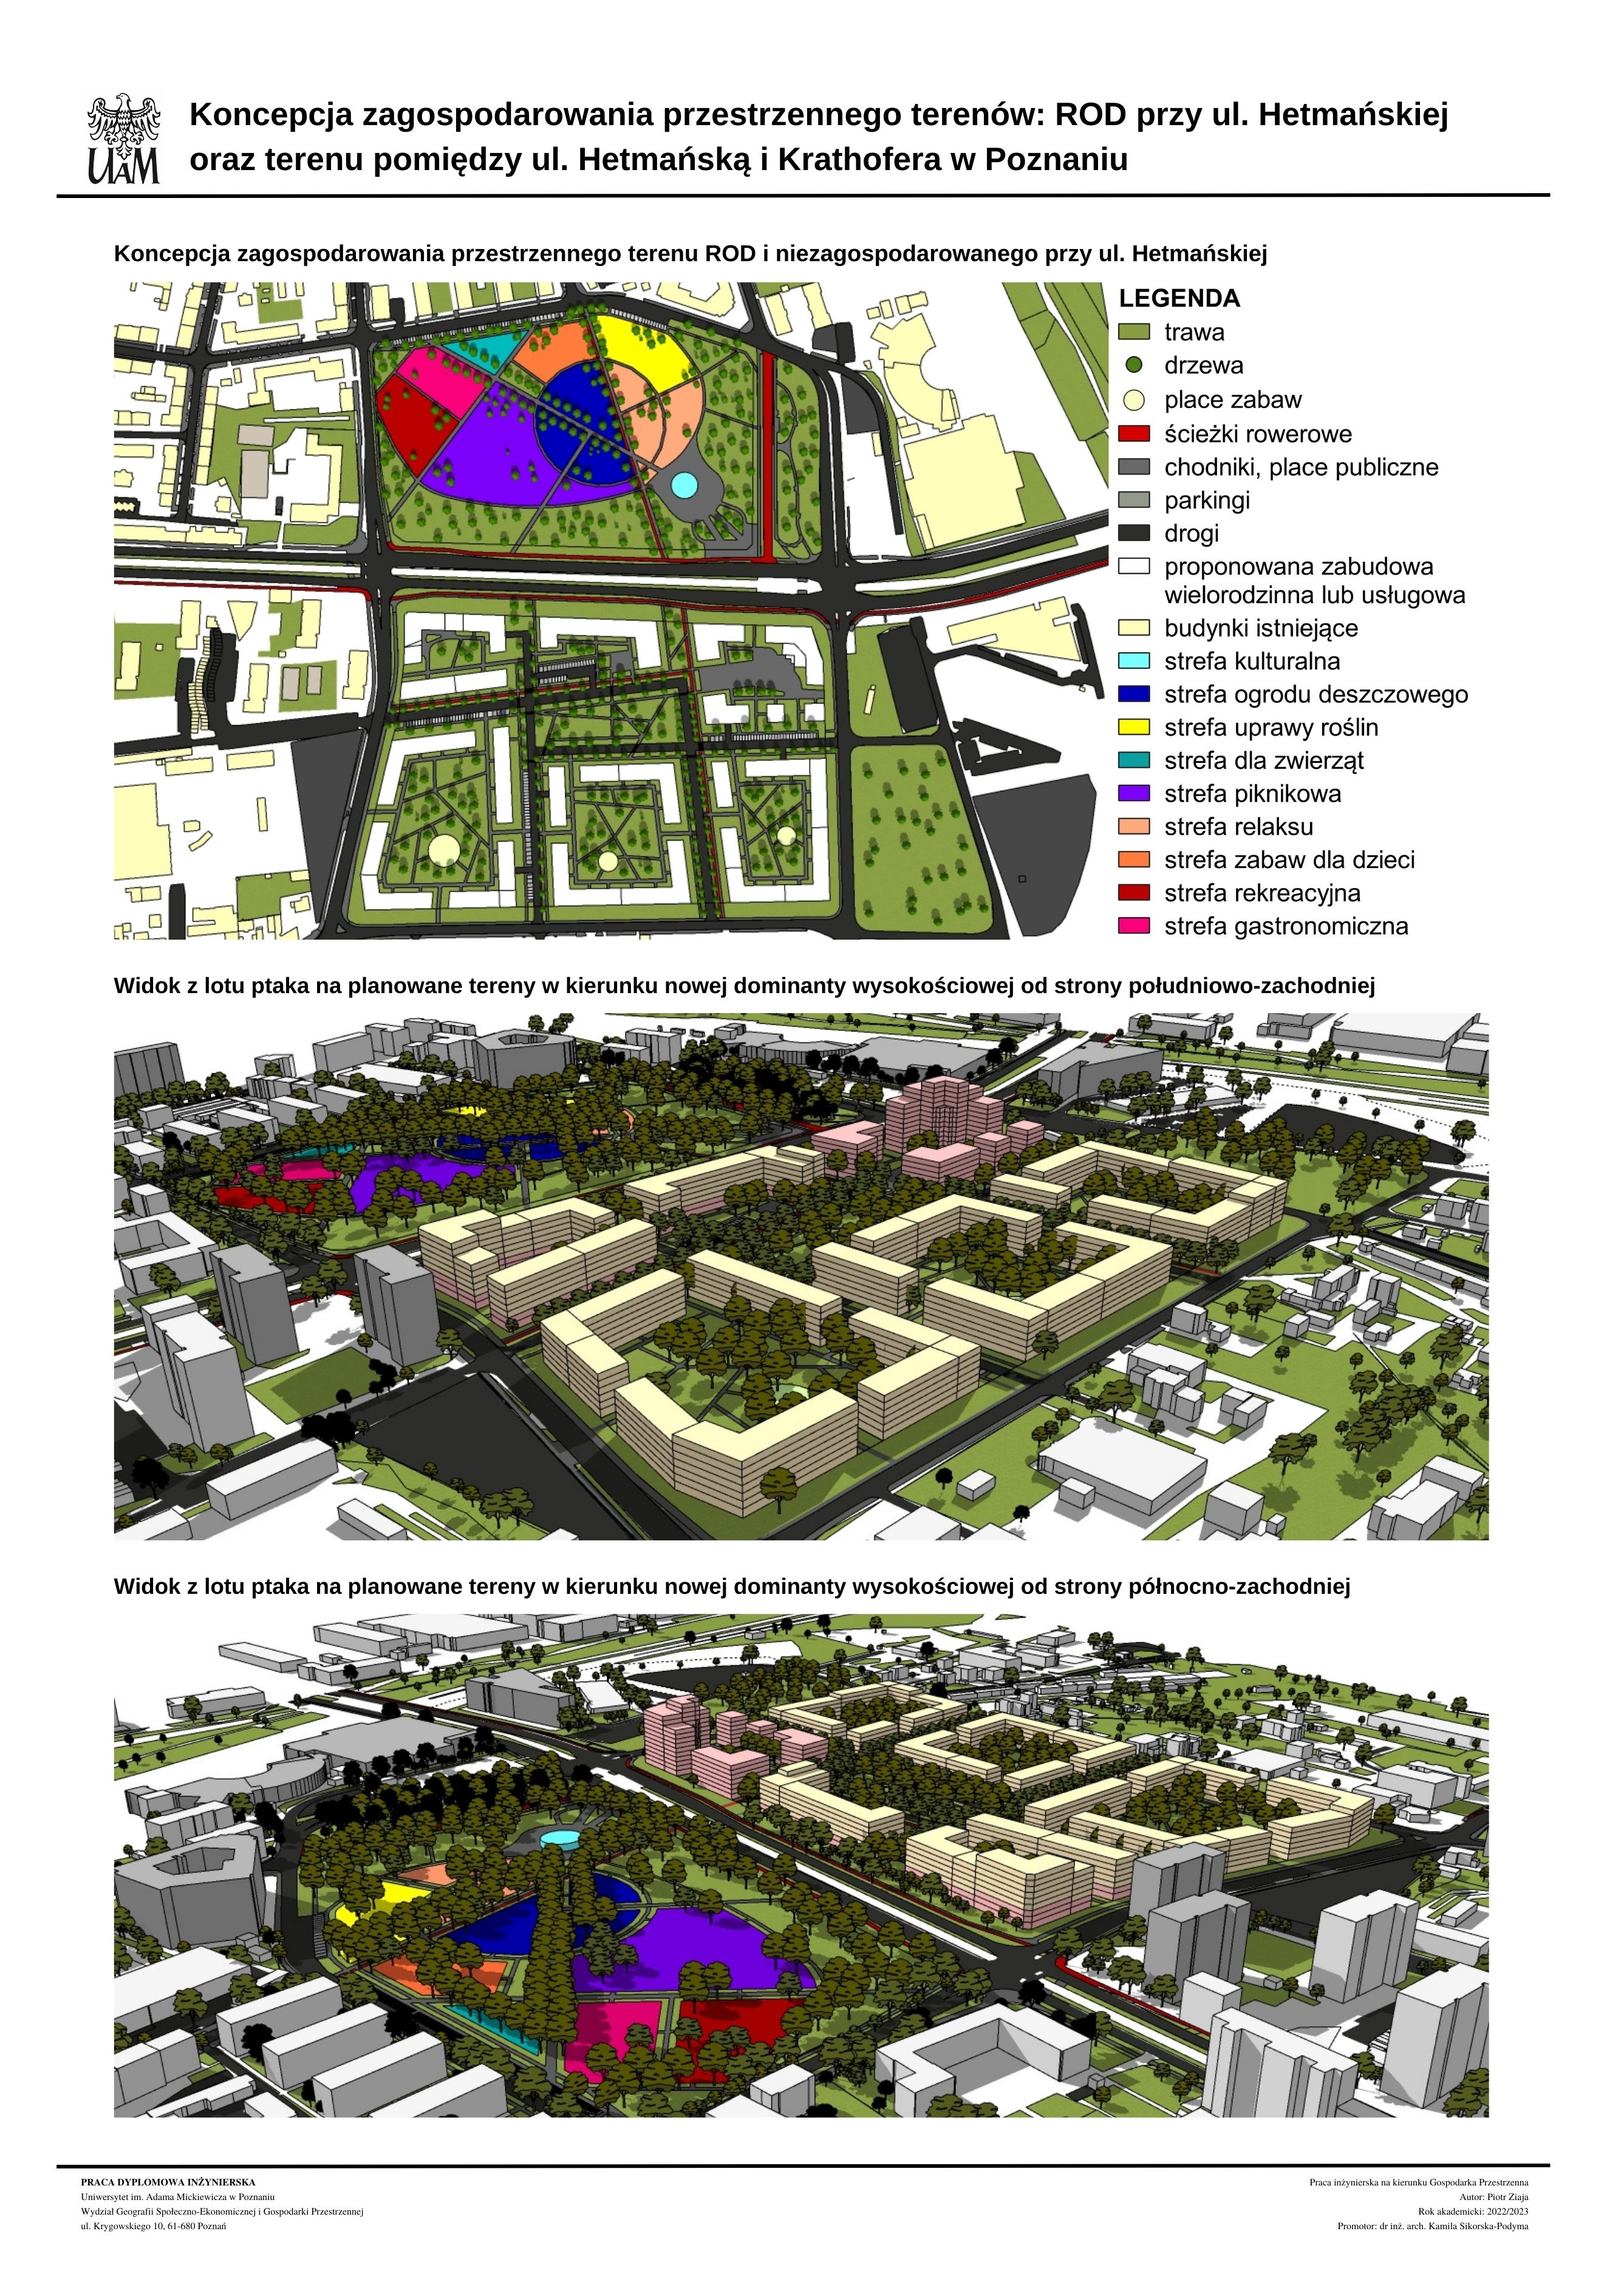 UAM
Koncepcja zagospodarowania przestrzennego terenów: ROD przy ul. Hetmańskiej
oraz terenu pomiędzy ul. Hetmańską i Krathofera w Poznaniu
Koncepcja zagospodarowania przestrzennego terenu ROD i niezagospodarowanego przy ul. Hetmańskiej
LEGENDA
trawa
drzewa
place zabaw
ścieżki rowerowe
chodniki, place publiczne
parkingi
drogi
proponowana zabudowa
wielorodzinna lub usługowa
budynki istniejące
strefa kulturalna
strefa ogrodu deszczowego
strefa uprawy roślin
strefa dla zwierząt
strefa piknikowa
strefa relaksu
strefa zabaw dla dzieci
strefa rekreacyjna
strefa gastronomiczna
Widok z lotu ptaka na planowane tereny w kierunku nowej dominanty wysokościowej od strony południowo-zachodniej
Widok z lotu ptaka na planowane tereny w kierunku nowej dominanty wysokościowej od strony północno-zachodniej
PRACA DYPLOMOWA INŻYNIERSKA
Uniwersytet im. Adama Mickiewicza w Poznaniu
Wydział Geografii Społeczno-Ekonomicznej i Gospodarki Przestrzennej
ul. Krygowskiego 10, 61-680 Poznań
Praca inżynierska na kierunku Gospodarka Przestrzenna
Autor: Piotr Ziaja
Rok akademicki: 2022/2023
Promotor: dr inż. arch. Kamila Sikorska-Podyma